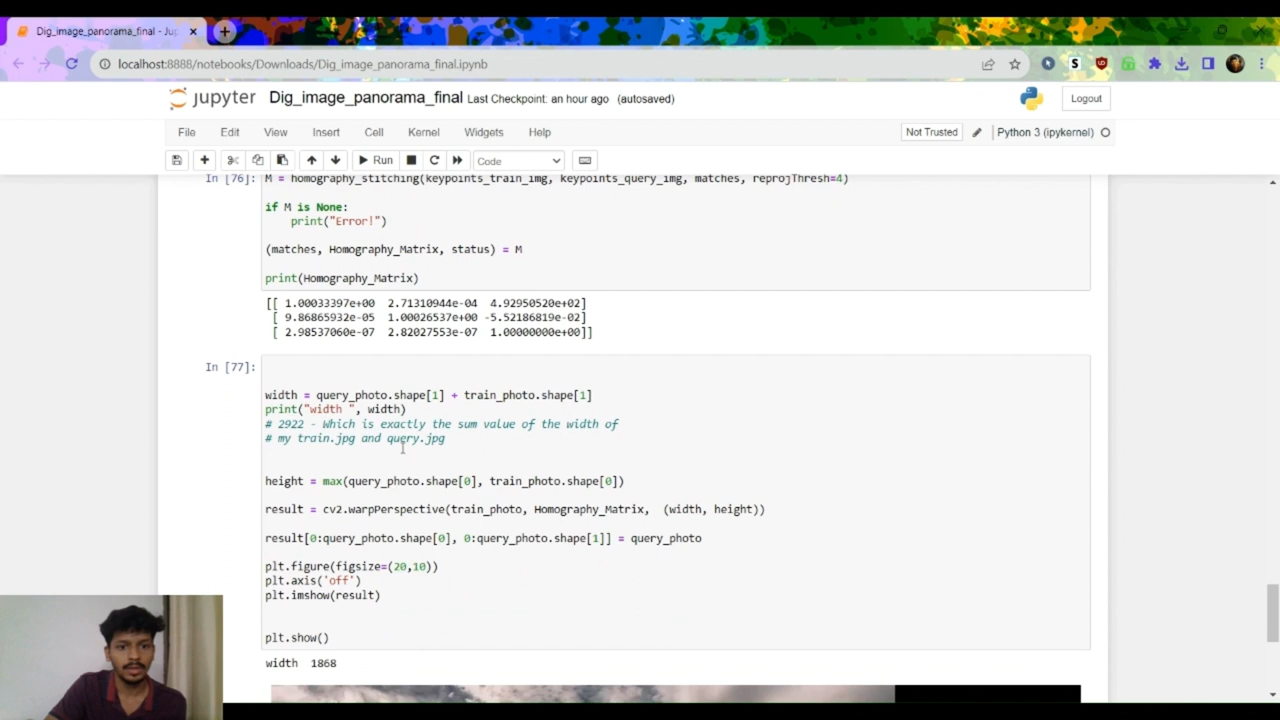 Dig_image_panorama_final - Jup
localhost:8888/notebooks/Downloads/Dig_image_panorama_final.ipynb
jupyter Dig_image_panorama_final Last Checkpoint: an hour ago (autosaved)
Logout
File Edit View Insert Cell Kernel Widgets Help
Not Trusted Python 3 (ipykernel)
Run Code
In [76]: M = homography_stitching(keypoints_train_img, keypoints_query_img, matches, reprojThresh=4)
if M is None:
print("Error!")
(matches, Homography_Matrix, status) = M
print(Homography_Matrix)
[[ 1.00033397e+00 2.71310944e-04 4.92950520e+02]
[ 9.86865932e-05 1.00026537e+00 -5.52186819e-02]
[ 2.98537060e-07 2.82027553e-07 1.00000000e+00]]
In [77]:
width = query_photo.shape[1] + train_photo.shape[1]
print("width ", width)
# 2922 - Which is exactly the sum value of the width of
# my train.jpg and query.jpg
height = max(query_photo.shape[0], train_photo.shape[0])
result = cv2.warpPerspective(train_photo, Homography_Matrix, (width, height))
result[0:query_photo.shape[0], 0:query_photo.shape[1]] = query_photo
plt.figure(figsize=(20,10))
plt.axis('off')
plt.imshow(result)
plt.show()
width 1868